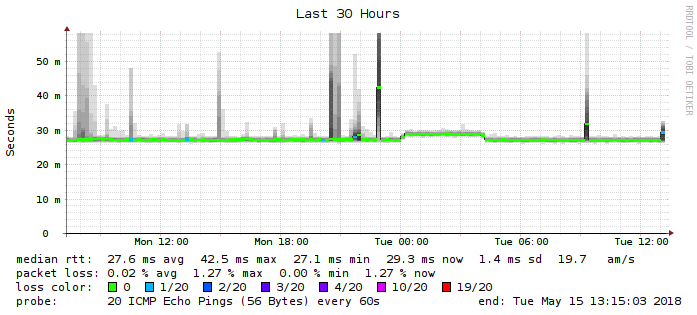 Last 30 Hours
RRDTOOL / TOBI OETIKER
Seconds
50 m
40 m
30 m
20 m
10 m
0
Mon 12:00 Mon 18:00 Tue 00:00 Tue 06:00 Tue 12:00
median rtt: 27.6 ms avg 42.5 ms max 27.1 ms min 29.3 ms now 1.4 ms sd 19.7 am/s
packet loss: 0.02 % avg 1.27 % max 0.00 % min 1.27 % now
loss color: 0 1/20 2/20 3/20 4/20 10/20 19/20
probe: 20 ICMP Echo Pings (56 Bytes) every 60s end: Tue May 15 13:15:03 2018